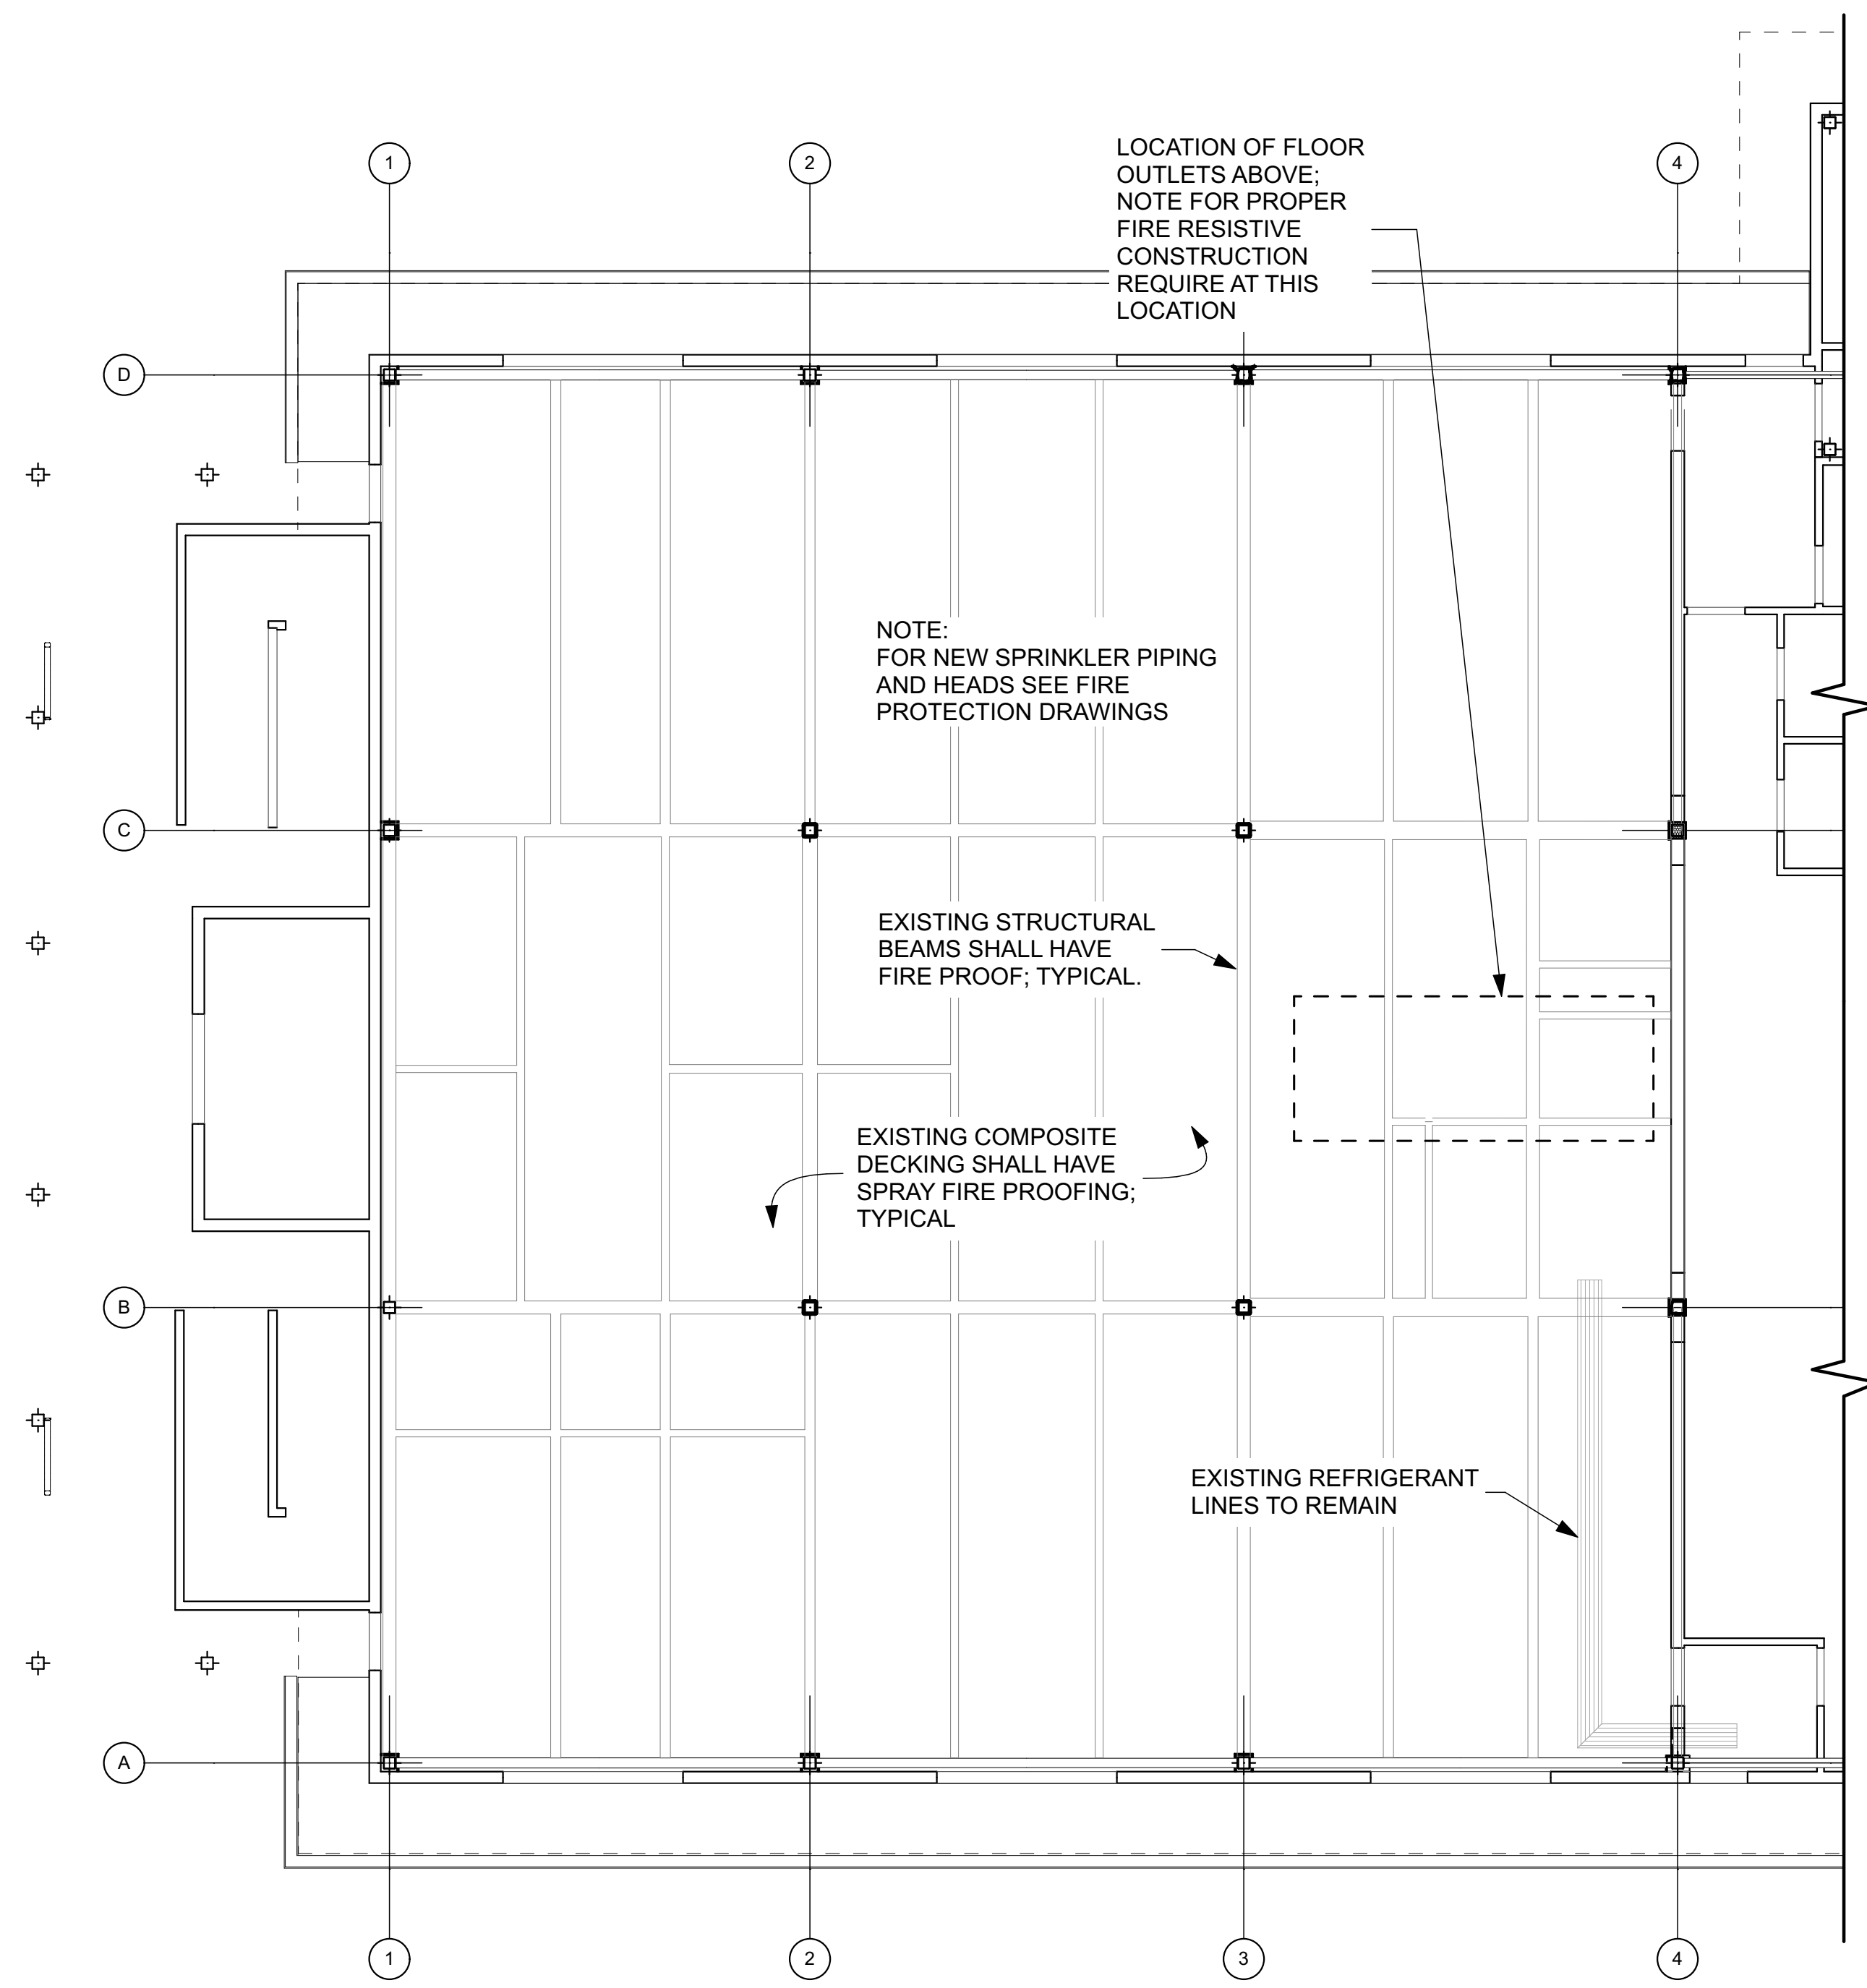 1
2
4
LOCATION OF FLOOR
OUTLETS ABOVE;
NOTE FOR PROPER
FIRE RESISTIVE
CONSTRUCTION
REQUIRE AT THIS
LOCATION
D
NOTE:
FOR NEW SPRINKLER PIPING
AND HEADS SEE FIRE
PROTECTION DRAWINGS
C
EXISTING STRUCTURAL
BEAMS SHALL HAVE
FIRE PROOF; TYPICAL.
EXISTING COMPOSITE
DECKING SHALL HAVE
SPRAY FIRE PROOFING;
TYPICAL
B
EXISTING REFRIGERANT
LINES TO REMAIN
A
1
2
3
4